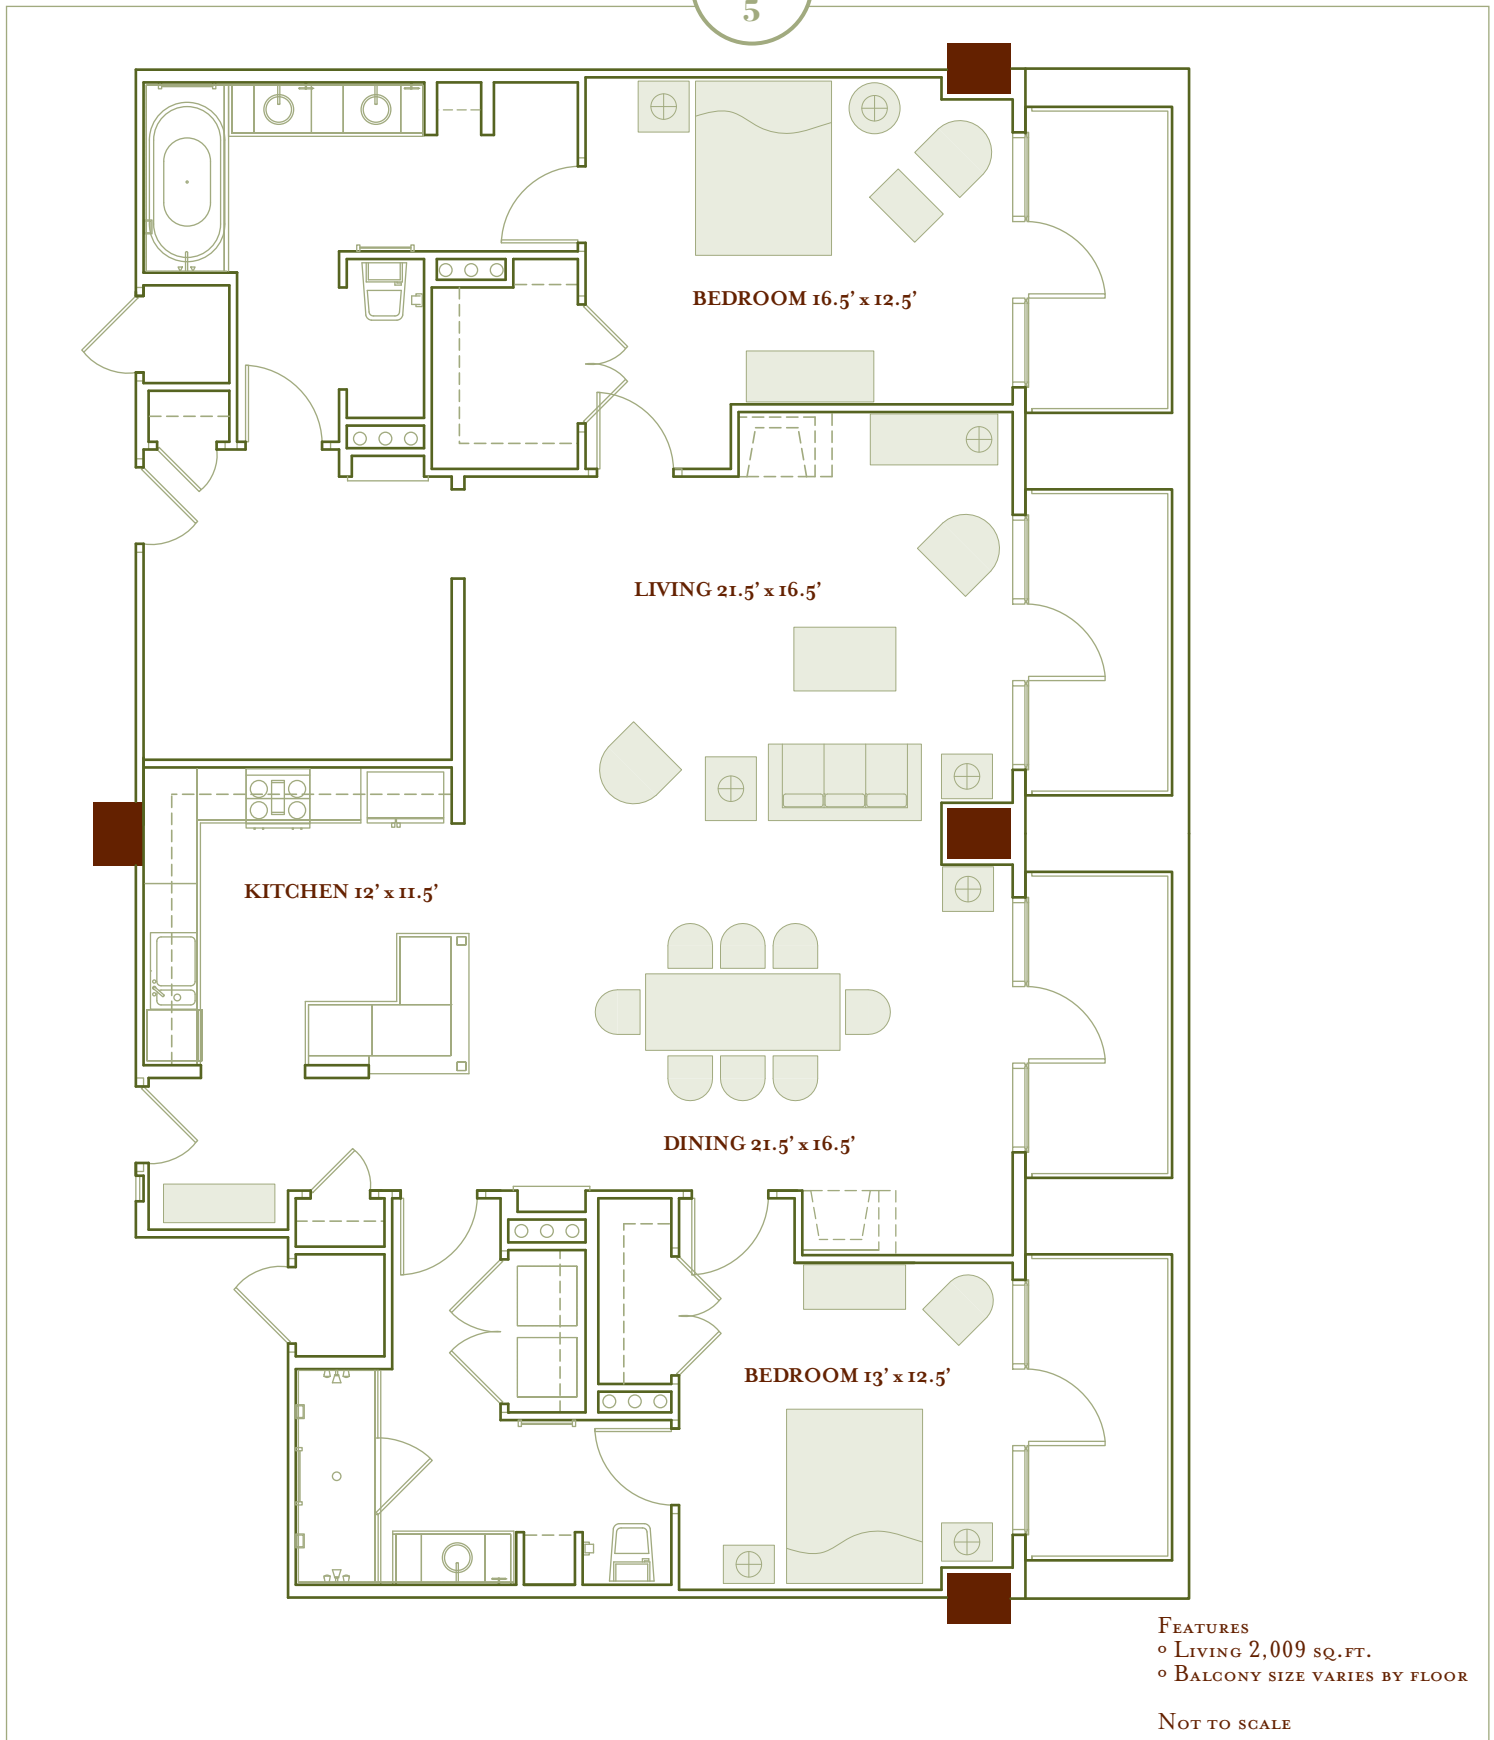 5
BEDROOM 16.5’ x 12.5’
LIVING 21.5’ x 16.5’
KITCHEN 12’ x 11.5’
DINING 21.5’ x 16.5’
BEDROOM 13’ x 12.5’
Features
° Living 2,009 sq.ft.
° Balcony size varies by floor
Not to scale